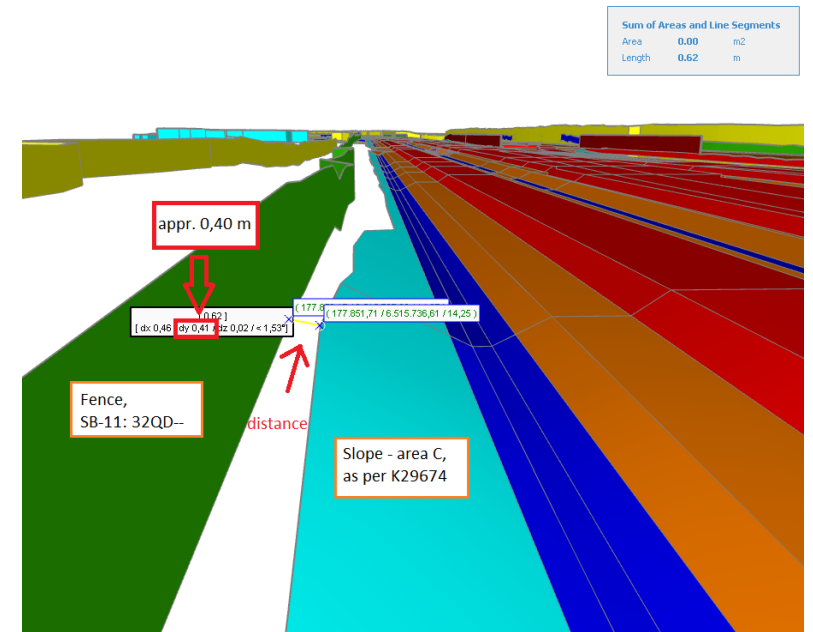 Sum of Areas and Line Segments
Area 0.00 m2
Length 0.62 m
appr. 0,40 m
0,62 ]
[ dx 0,46 dy 0,41 / dz 0,02 / < 1,53°]
( 177.8
( 177.851,71 / 6.515.736,61 / 14,25 )
Fence,
SB-11: 32QD--
distance
Slope - area C,
as per K29674